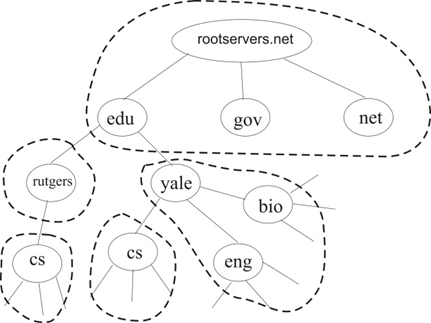 rootservers.net
edu
gov
net
rutgers
yale
bio
cs
cs
eng